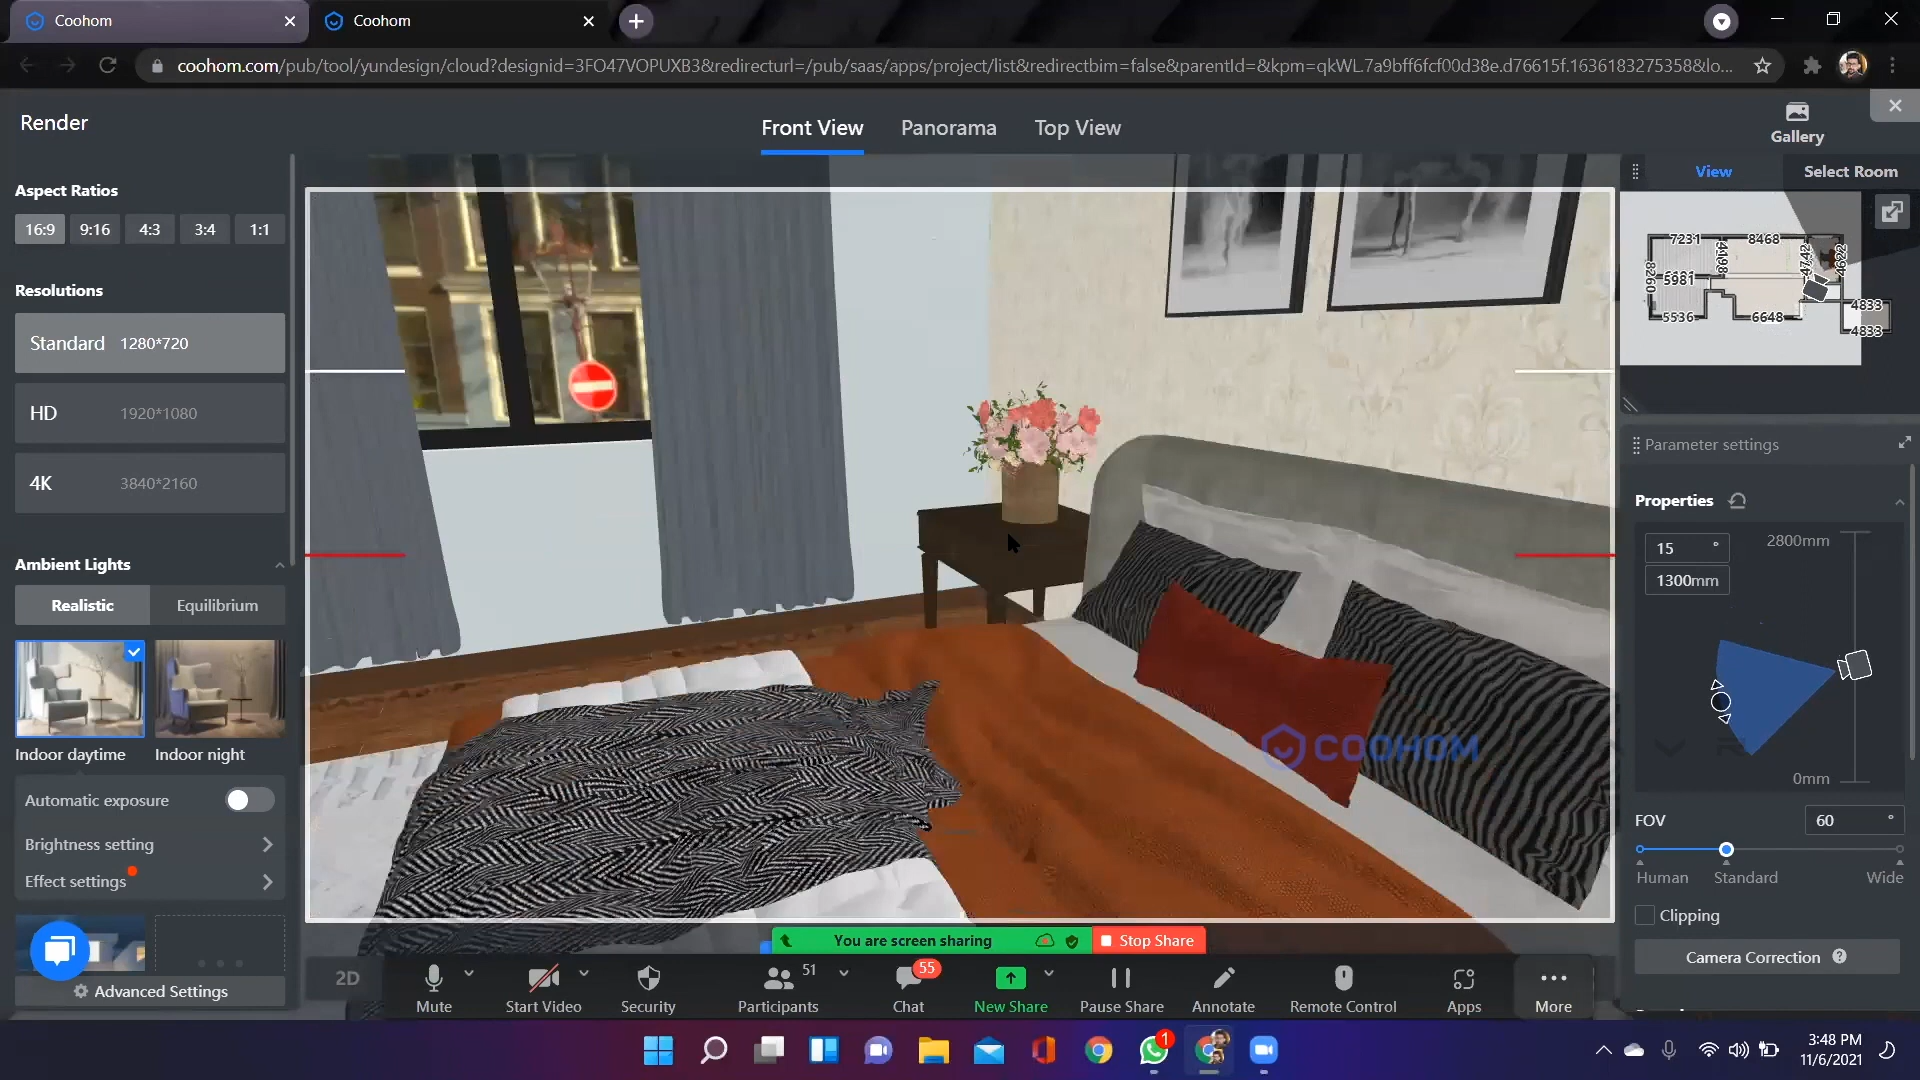 Coohom
Coohom
coohom.com/pub/tool/yundesign/cloud?designid=3FO47VOPUXB3&redirecturl=/pub/saas/apps/project/list&redirectbim=false&parentId=&kpm=qkWL.7a9bff6fcf00d38e.d76615f.1636183275358&lo...
Render
Front View
Panorama
Top View
Gallery
Aspect Ratios
16:9 9:16 4:3 3:4 1:1
Resolutions
Standard 1280*720
HD 1920*1080
4K 3840*2160
Ambient Lights
Realistic Equilibrium
Indoor daytime Indoor night
Automatic exposure
Brightness setting
Effect settings
Advanced Settings
COOHOM
View Select Room
7231 8468
5498 4742 4622
8260 5681
4833
5536 6648
4833
Parameter settings
Properties
15 °
2800mm
1300mm
0mm
FOV 60 °
Human Standard Wide
Clipping
Camera Correction ?
You are screen sharing Stop Share
2D
Mute
Start Video
Security
Participants 51
Chat 55
New Share
Pause Share
Annotate
Remote Control
Apps
More
1
3:48 PM
11/6/2021